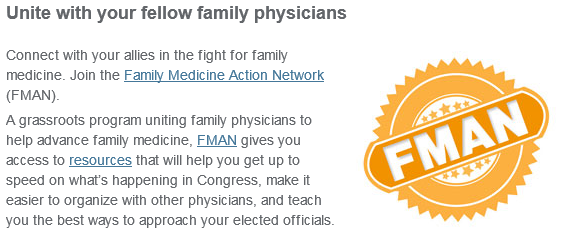 Unite with your fellow family physicians
Connect with your allies in the fight for family
medicine. Join the Family Medicine Action Network
(FMAN).
A grassroots program uniting family physicians to
help advance family medicine, FMAN gives you
access to resources that will help you get up to
speed on what's happening in Congress, make it
easier to organize with other physicians, and teach
you the best ways to approach your elected officials.
FMAN